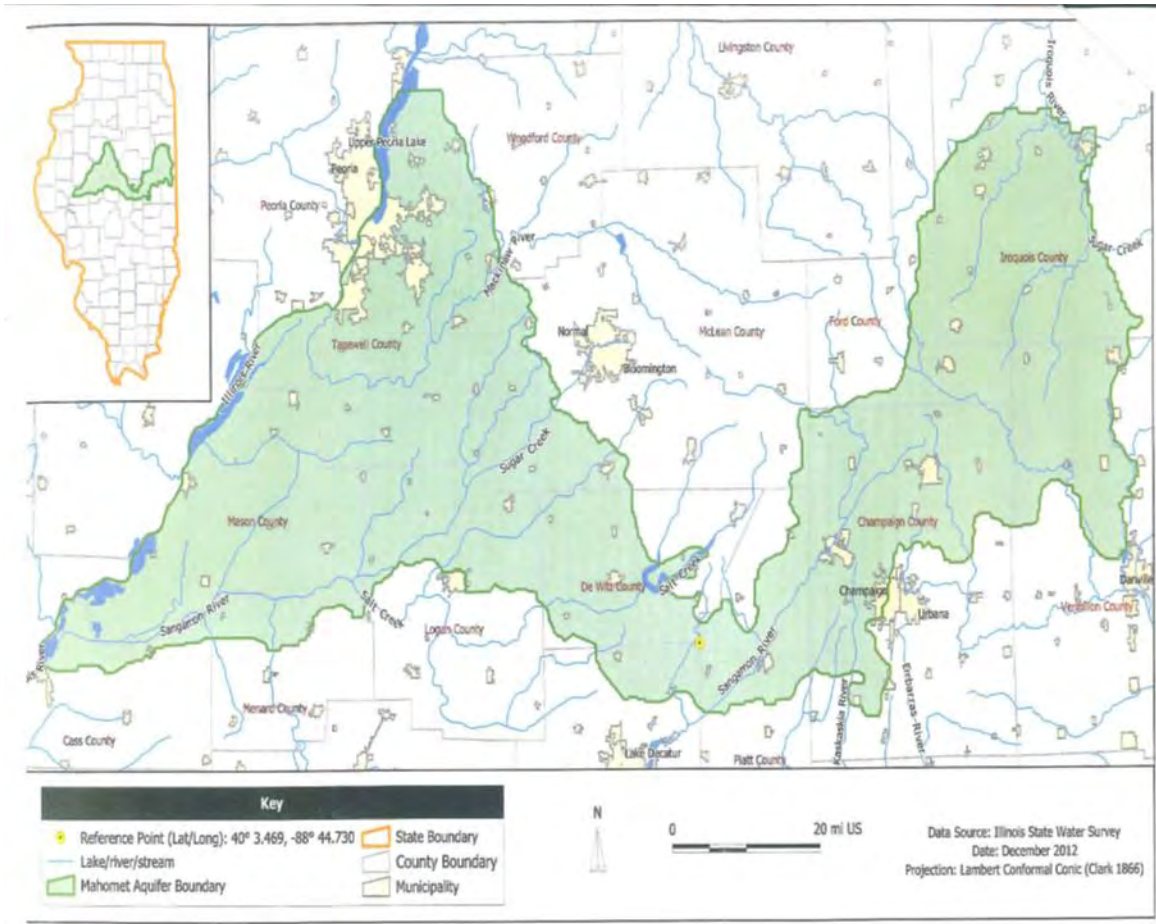 Livingston County
Iroquois River
Woodford County
Upper Peoria Lake
Peoria
Peoria County
Mackinaw River
Sugar Creek
Iroquois County
Ford County
McLean County
Normal
Bloomington
Tazewell County
Illinois River
Sugar Creek
Mason County
Champaign County
De Witt County
Salt Creek
Champaign
Urbana
Danville
Vermilion County
Sangamon River
Salt Creek
Logan County
Sangamon River
River
Menard County
Cass County
Kaskaskia River
Embarras River
Lake Decatur
Piatt County
Key
Reference Point (Lat/Long): 40° 3.469, -88° 44.730
Lake/river/stream
Mahomet Aquifer Boundary
State Boundary
County Boundary
Municipality
N
0 20 mi US
Data Source: Illinois State Water Survey
Date: December 2012
Projection: Lambert Conformal Conic (Clark 1866)